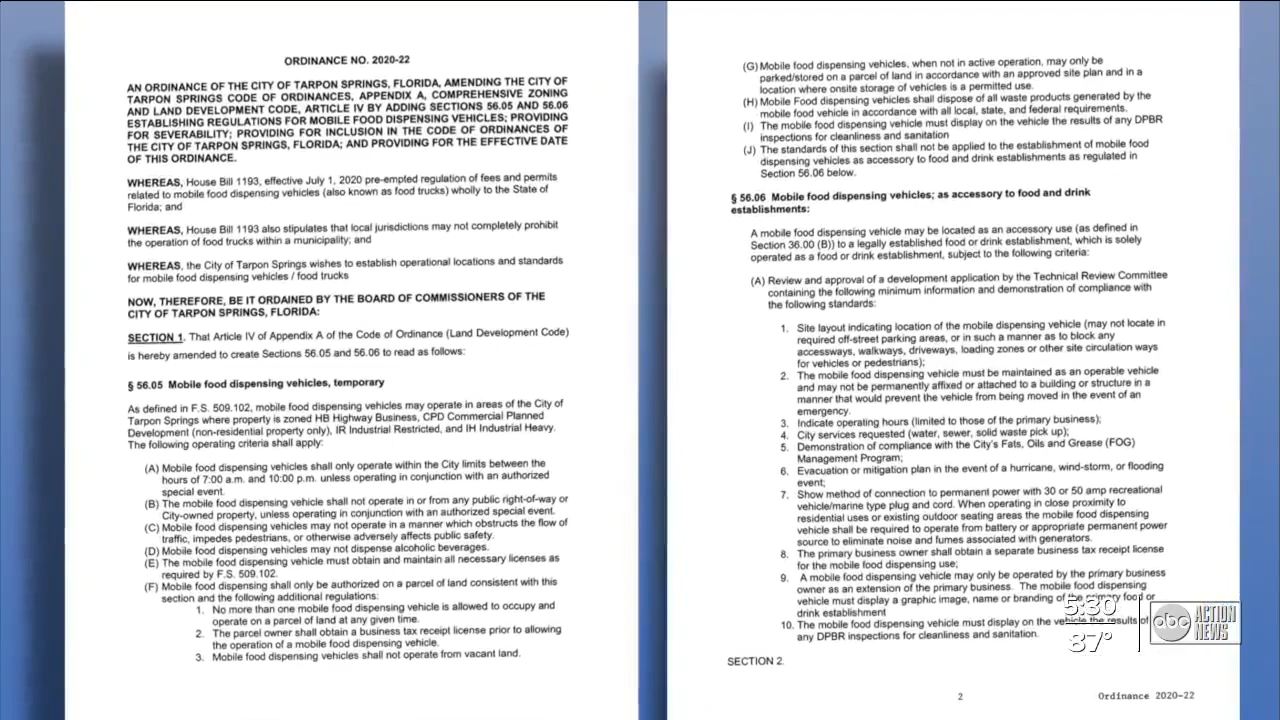 ORDINANCE NO. 2020-22
AN ORDINANCE OF THE CITY OF TARPON SPRINGS, FLORIDA, AMENDING THE CITY OF
TARPON SPRINGS CODE OF ORDINANCES, APPENDIX A, COMPREHENSIVE ZONING
AND LAND DEVELOPMENT CODE, ARTICLE IV BY ADDING SECTIONS 56.05 AND 56.06
ESTABLISHING REGULATIONS FOR MOBILE FOOD DISPENSING VEHICLES; PROVIDING
FOR SEVERABILITY; PROVIDING FOR INCLUSION IN THE CODE OF ORDINANCES OF
THE CITY OF TARPON SPRINGS, FLORIDA; AND PROVIDING FOR THE EFFECTIVE DATE
OF THIS ORDINANCE.
WHEREAS, House Bill 1193, effective July 1, 2020 pre-empted regulation of fees and permits
related to mobile food dispensing vehicles (also known as food trucks) wholly to the State of
Florida; and
WHEREAS, House Bill 1193 also stipulates that local jurisdictions may not completely prohibit
the operation of food trucks within a municipality; and
WHEREAS, the City of Tarpon Springs wishes to establish operational locations and standards
for mobile food dispensing vehicles / food trucks
NOW, THEREFORE, BE IT ORDAINED BY THE BOARD OF COMMISSIONERS OF THE
CITY OF TARPON SPRINGS, FLORIDA:
SECTION 1. That Article IV of Appendix A of the Code of Ordinance (Land Development Code)
is hereby amended to create Sections 56.05 and 56.06 to read as follows:
§ 56.05 Mobile food dispensing vehicles, temporary
As defined in F.S. 509.102, mobile food dispensing vehicles may operate in areas of the City of
Tarpon Springs where property is zoned HB Highway Business, CPD Commercial Planned
Development (non-residential property only), IR Industrial Restricted, and IH Industrial Heavy.
The following operating criteria shall apply:
(A) Mobile food dispensing vehicles shall only operate within the City limits between the
hours of 7:00 a.m. and 10:00 p.m. unless operating in conjunction with an authorized
special event.
(B) The mobile food dispensing vehicle shall not operate in or from any public right-of-way or
City-owned property, unless operating in conjunction with an authorized special event.
(C) Mobile food dispensing vehicles may not operate in a manner which obstructs the flow of
traffic, impedes pedestrians, or otherwise adversely affects public safety.
(D) Mobile food dispensing vehicles may not dispense alcoholic beverages.
(E) The mobile food dispensing vehicle must obtain and maintain all necessary licenses as
required by F.S. 509.102.
(F) Mobile food dispensing shall only be authorized on a parcel of land consistent with this
section and the following additional regulations:
1. No more than one mobile food dispensing vehicle is allowed to occupy and
operate on a parcel of land at any given time.
2. The parcel owner shall obtain a business tax receipt license prior to allowing
the operation of a mobile food dispensing vehicle.
3. Mobile food dispensing vehicles shall not operate from vacant land.
(G) Mobile food dispensing vehicles, when not in active operation, may only be
parked/stored on a parcel of land in accordance with an approved site plan and in a
location where onsite storage of vehicles is a permitted use.
(H) Mobile Food dispensing vehicles shall dispose of all waste products generated by the
mobile food vehicle in accordance with all local, state, and federal requirements.
(I) The mobile food dispensing vehicle must display on the vehicle the results of any DPBR
inspections for cleanliness and sanitation
(J) The standards of this section shall not be applied to the establishment of mobile food
dispensing vehicles as accessory to food and drink establishments as regulated in
Section 56.06 below.
§ 56.06 Mobile food dispensing vehicles; as accessory to food and drink
establishments:
A mobile food dispensing vehicle may be located as an accessory use (as defined in
Section 36.00 (B)) to a legally established food or drink establishment, which is solely
operated as a food or drink establishment, subject to the following criteria:
(A) Review and approval of a development application by the Technical Review Committee
containing the following minimum information and demonstration of compliance with
the following standards:
1. Site layout indicating location of the mobile dispensing vehicle (may not locate in
required off-street parking areas, or in such a manner as to block any
accessways, walkways, driveways, loading zones or other site circulation ways
for vehicles or pedestrians);
2. The mobile food dispensing vehicle must be maintained as an operable vehicle
and may not be permanently affixed or attached to a building or structure in a
manner that would prevent the vehicle from being moved in the event of an
emergency.
3. Indicate operating hours (limited to those of the primary business);
4. City services requested (water, sewer, solid waste pick up);
5. Demonstration of compliance with the City's Fats, Oils and Grease (FOG)
Management Program;
6. Evacuation or mitigation plan in the event of a hurricane, wind-storm, or flooding
event;
7. Show method of connection to permanent power with 30 or 50 amp recreational
vehicle/marine type plug and cord. When operating in close proximity to
residential uses or existing outdoor seating areas the mobile food dispensing
vehicle shall be required to operate from battery or appropriate permanent power
source to eliminate noise and fumes associated with generators.
8. The primary business owner shall obtain a separate business tax receipt license
for the mobile food dispensing use;
9. A mobile food dispensing vehicle may only be operated by the primary business
owner as an extension of the primary business. The mobile food dispensing
vehicle must display a graphic image, name or branding of the primary food or
drink establishment
10. The mobile food dispensing vehicle must display on the vehicle the results of
any DPBR inspections for cleanliness and sanitation.
SECTION 2.
2 Ordinance 2020-22
5:30
87°
abc ACTION NEWS